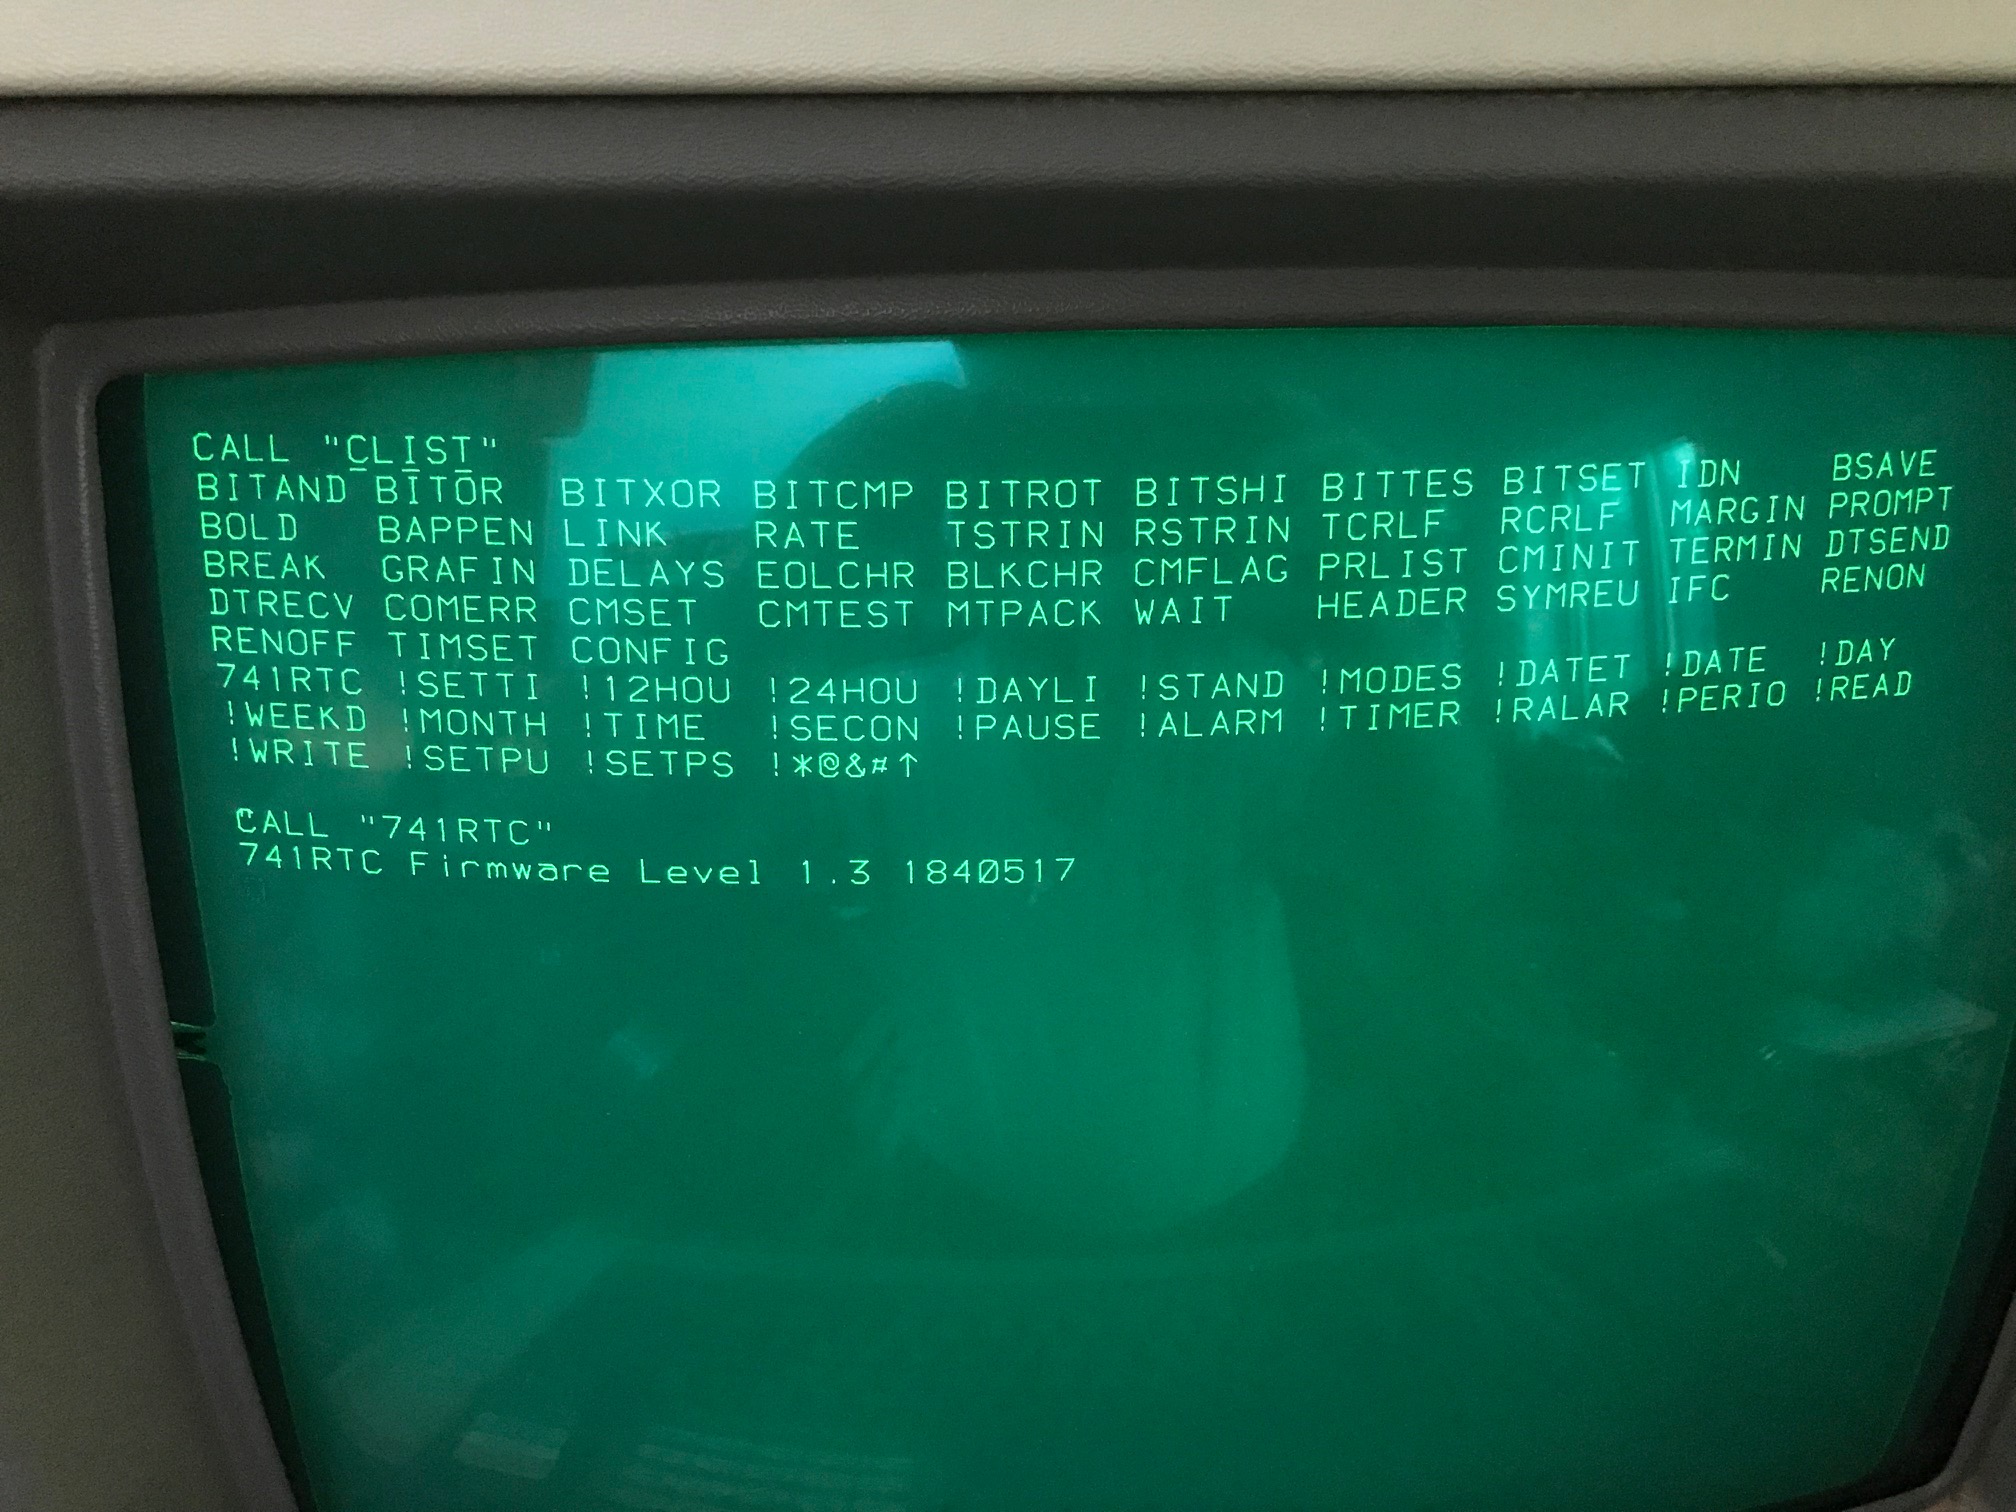 CALL "CLIST"
BITAND BITOR BITXOR BITCMP BITROT BITSHI BITTES BITSET IDN BSAVE
BOLD BAPPEN LINK RATE TSTRIN RSTRIN TCRLF RCRLF MARGIN PROMPT
BREAK GRAFIN DELAYS EOLCHR BLKCHR CMFLAG PRLIST CMINIT TERMIN DTSEND
DTRECV COMERR CMSET CMTEST MTPACK WAIT HEADER SYMREU IFC RENON
RENOFF TIMSET CONFIG
741RTC !SETTI !12HOU !24HOU !DAYLI !STAND !MODES !DATET !DATE !DAY
!WEEKD !MONTH !TIME !SECON !PAUSE !ALARM !TIMER !RALAR !PERIO !READ
!WRITE !SETPU !SETPS !*@&#↑
CALL "741RTC"
741RTC Firmware Level 1.3 1840517